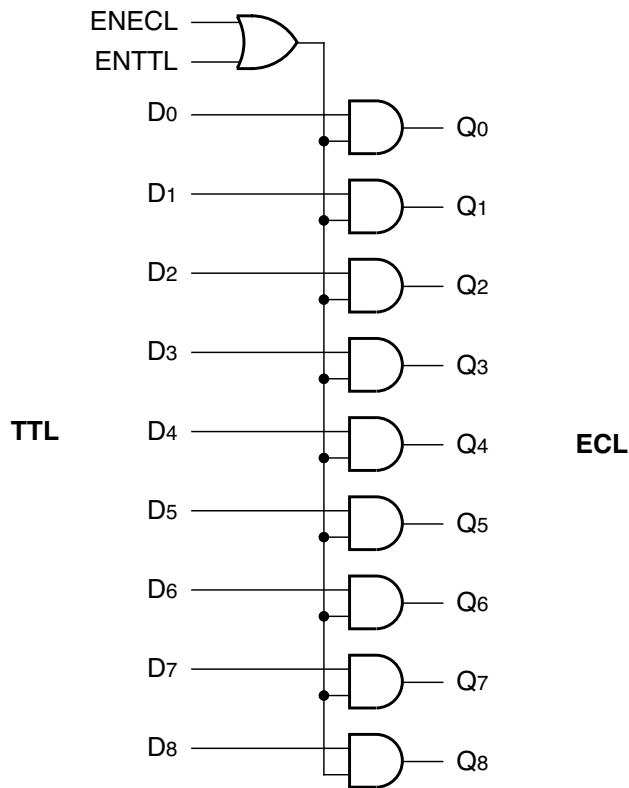 ENECL
ENTTL
D0 Q0
D1 Q1
D2 Q2
D3 Q3
TTL D4 Q4 ECL
D5 Q5
D6 Q6
D7 Q7
D8 Q8